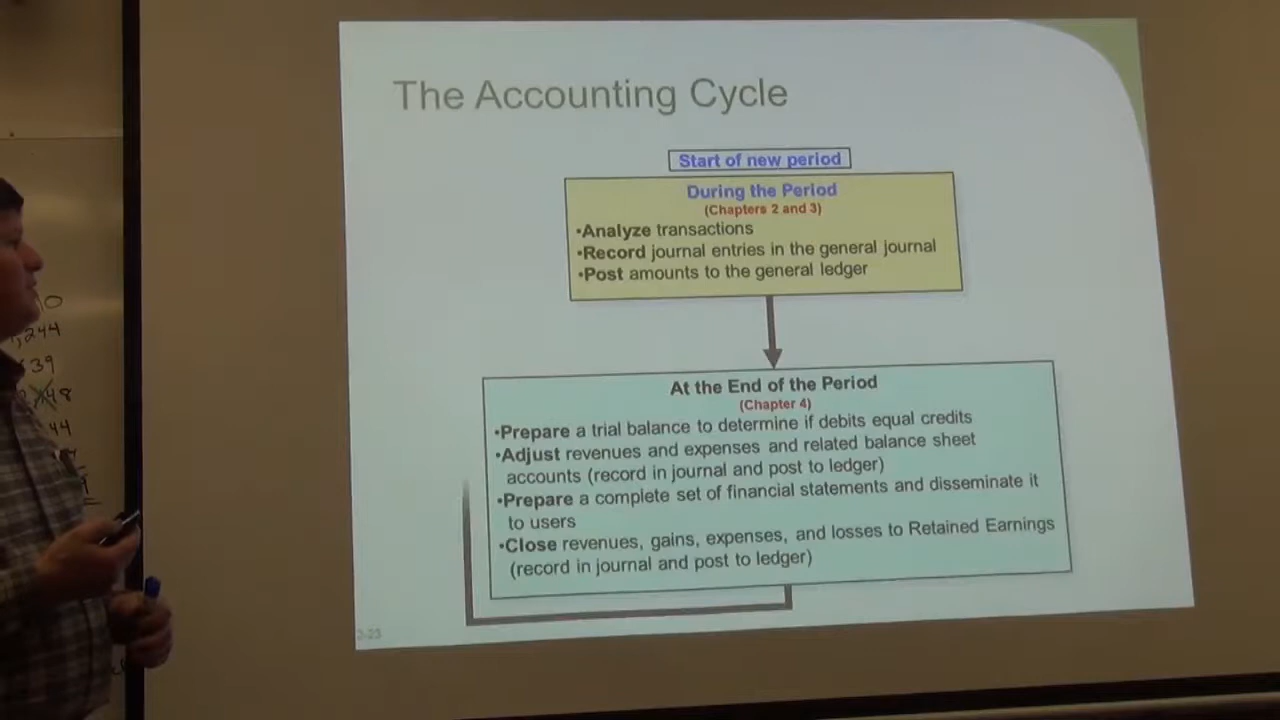 The Accounting Cycle
Start of new period
During the Period
(Chapters 2 and 3)
•Analyze transactions
•Record journal entries in the general journal
•Post amounts to the general ledger
At the End of the Period
(Chapter 4)
•Prepare a trial balance to determine if debits equal credits
•Adjust revenues and expenses and related balance sheet
accounts (record in journal and post to ledger)
•Prepare a complete set of financial statements and disseminate it
to users
•Close revenues, gains, expenses, and losses to Retained Earnings
(record in journal and post to ledger)